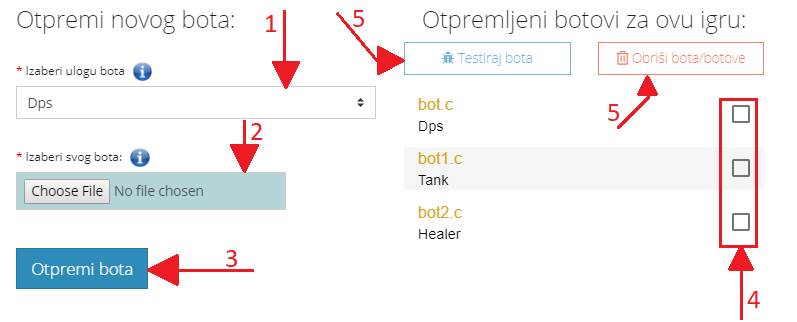 Otpremi novog bota:
1
* Izaberi ulogu bota
Dps
2
* Izaberi svog bota:
Choose File No file chosen
Otpremi bota
3
Otpremljeni botovi za ovu igru:
5
Testiraj bota
Obriši bota/botove
5
bot.c
Dps
bot1.c
Tank
bot2.c
Healer
4